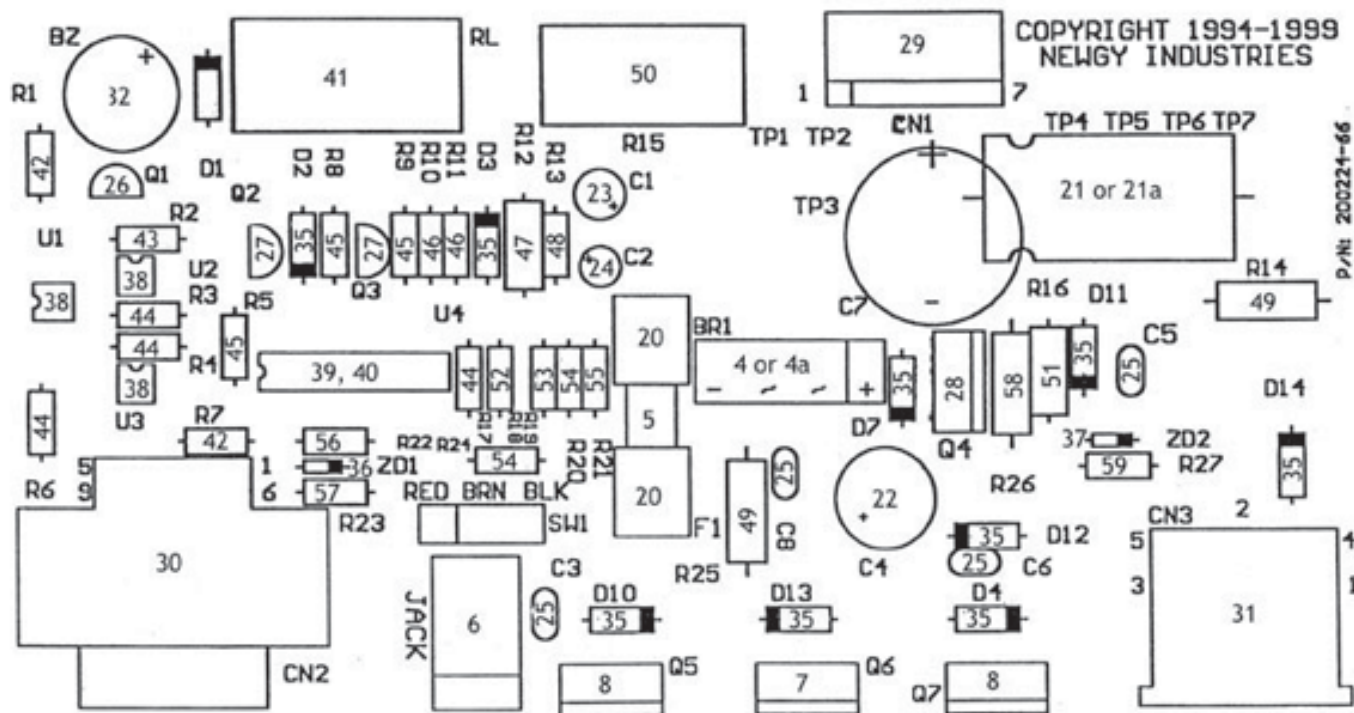 BZ
RL
29
COPYRIGHT 1994-1999
NEWGY INDUSTRIES
+
R1
32
41
50
1
7
TP4 TP5 TP6 TP7
R15
TP1 TP2
CN1
+
42
26
Q1
D1
Q2
D2
R8
R9
R10
R11
D3
R12
R13
23
+
C1
TP3
21 or 21a
P/N: 200224-66
U1
R2
43
27
35
45
27
45
46
46
35
47
48
+
24
C2
38
U2
38
R3
R5
Q3
U4
C7
-
R16
D11
R14
49
44
44
R4
45
39, 40
44
52
53
54
55
20
BR1
4 or 4a
- ~ ~ +
35
28
58
51
35
C5
25
38
U3
44
R7
42
56
R22
R24
R17
R18
R19
5
D7
Q4
37
ZD2
D14
5
1
36
ZD1
54
R20
R21
20
25
22
+
59
R27
35
R6
9
6
57
R23
RED BRN BLK
SW1
F1
49
C8
R26
CN3
2
5
4
30
C3
R25
C4
35
D12
25
C6
3
1
JACK
6
25
D10
35
D13
35
D4
35
31
CN2
8
Q5
7
Q6
Q7
8